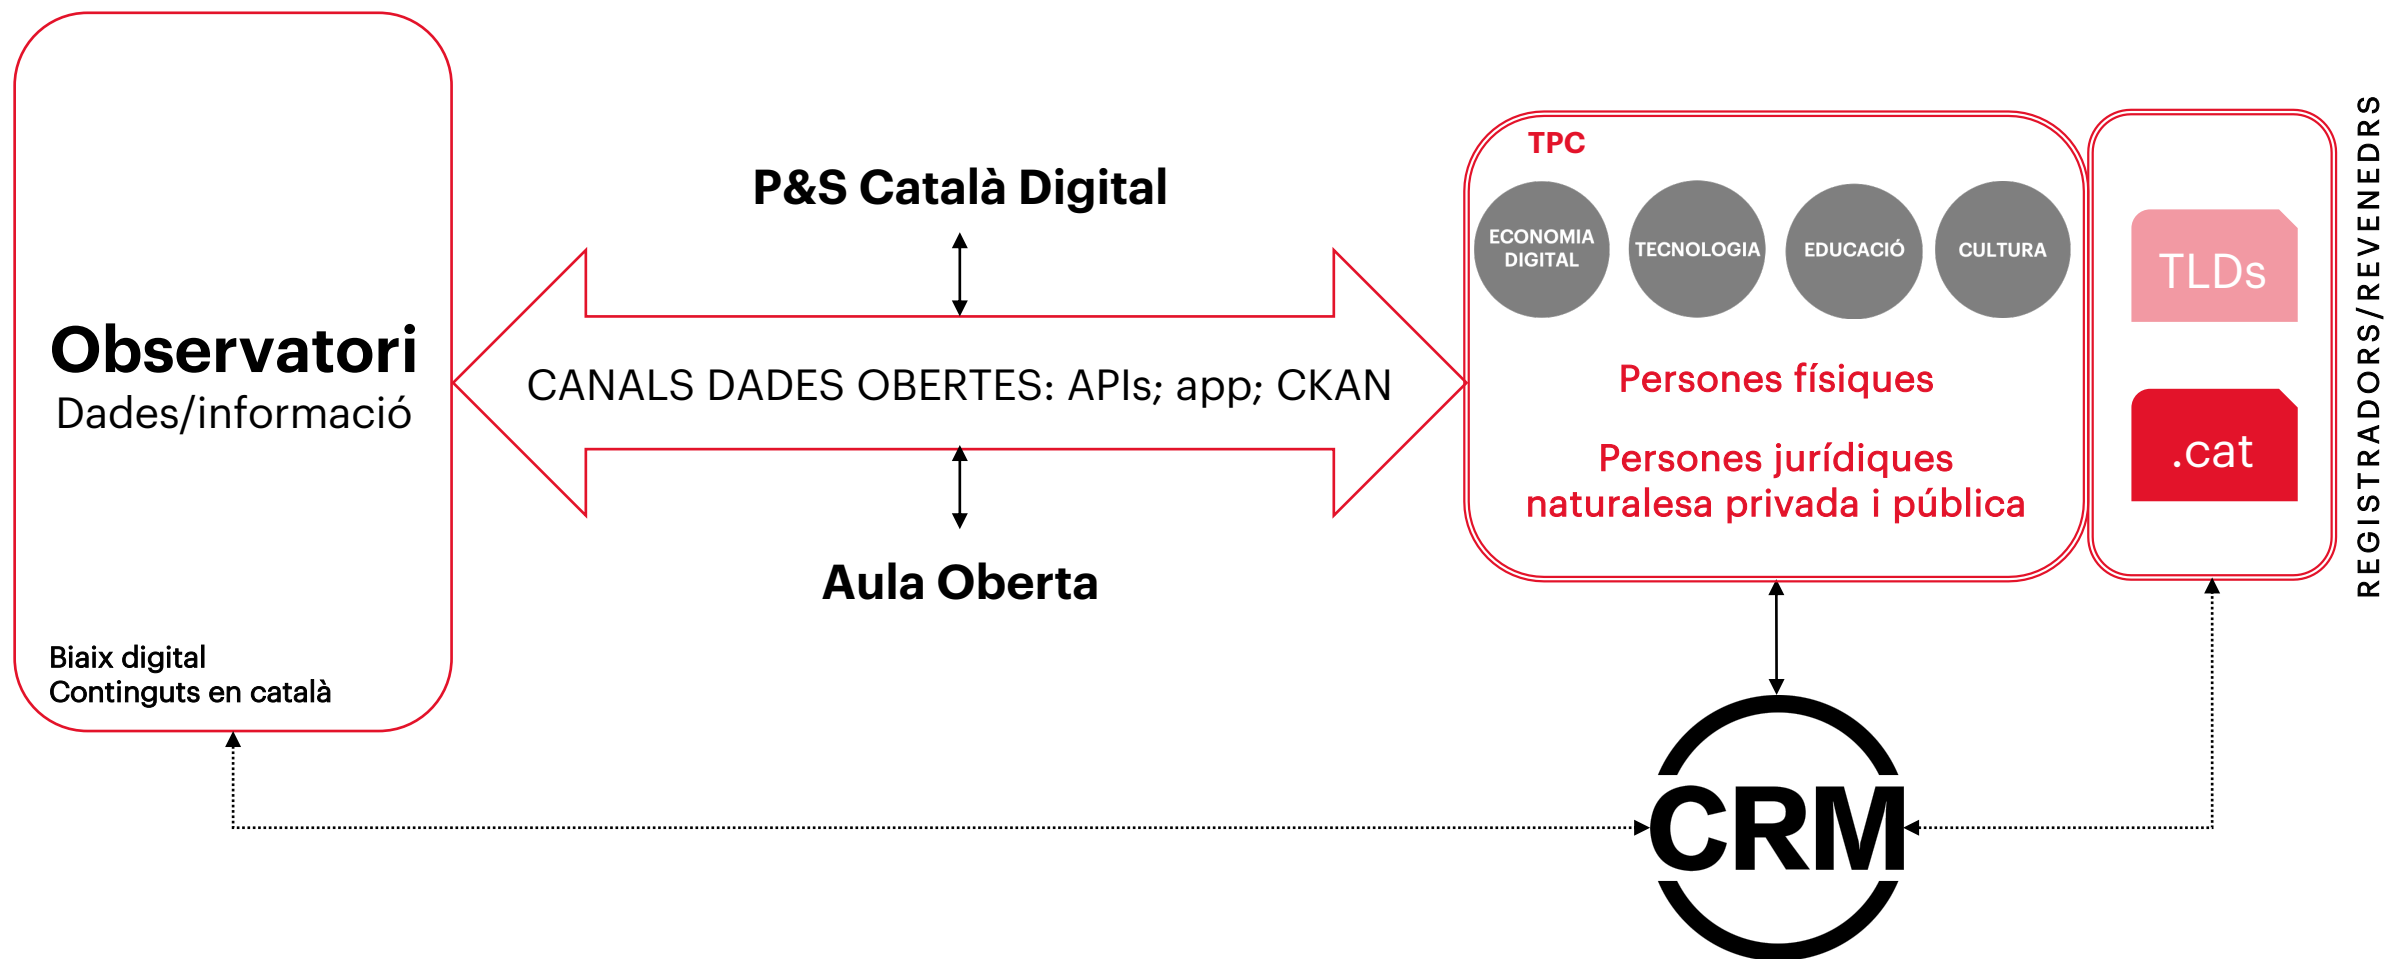 Observatori
Dades/informació
Biaix digital
Continguts en català
P&S Català Digital
CANALS DADES OBERTES: APIs; app; CKAN
Aula Oberta
TPC
ECONOMIA
DIGITAL
TECNOLOGIA
EDUCACIÓ
CULTURA
Persones físiques
Persones jurídiques
naturalesa privada i pública
TLDs
.cat
REGISTRADORS/REVENEDRS
CRM